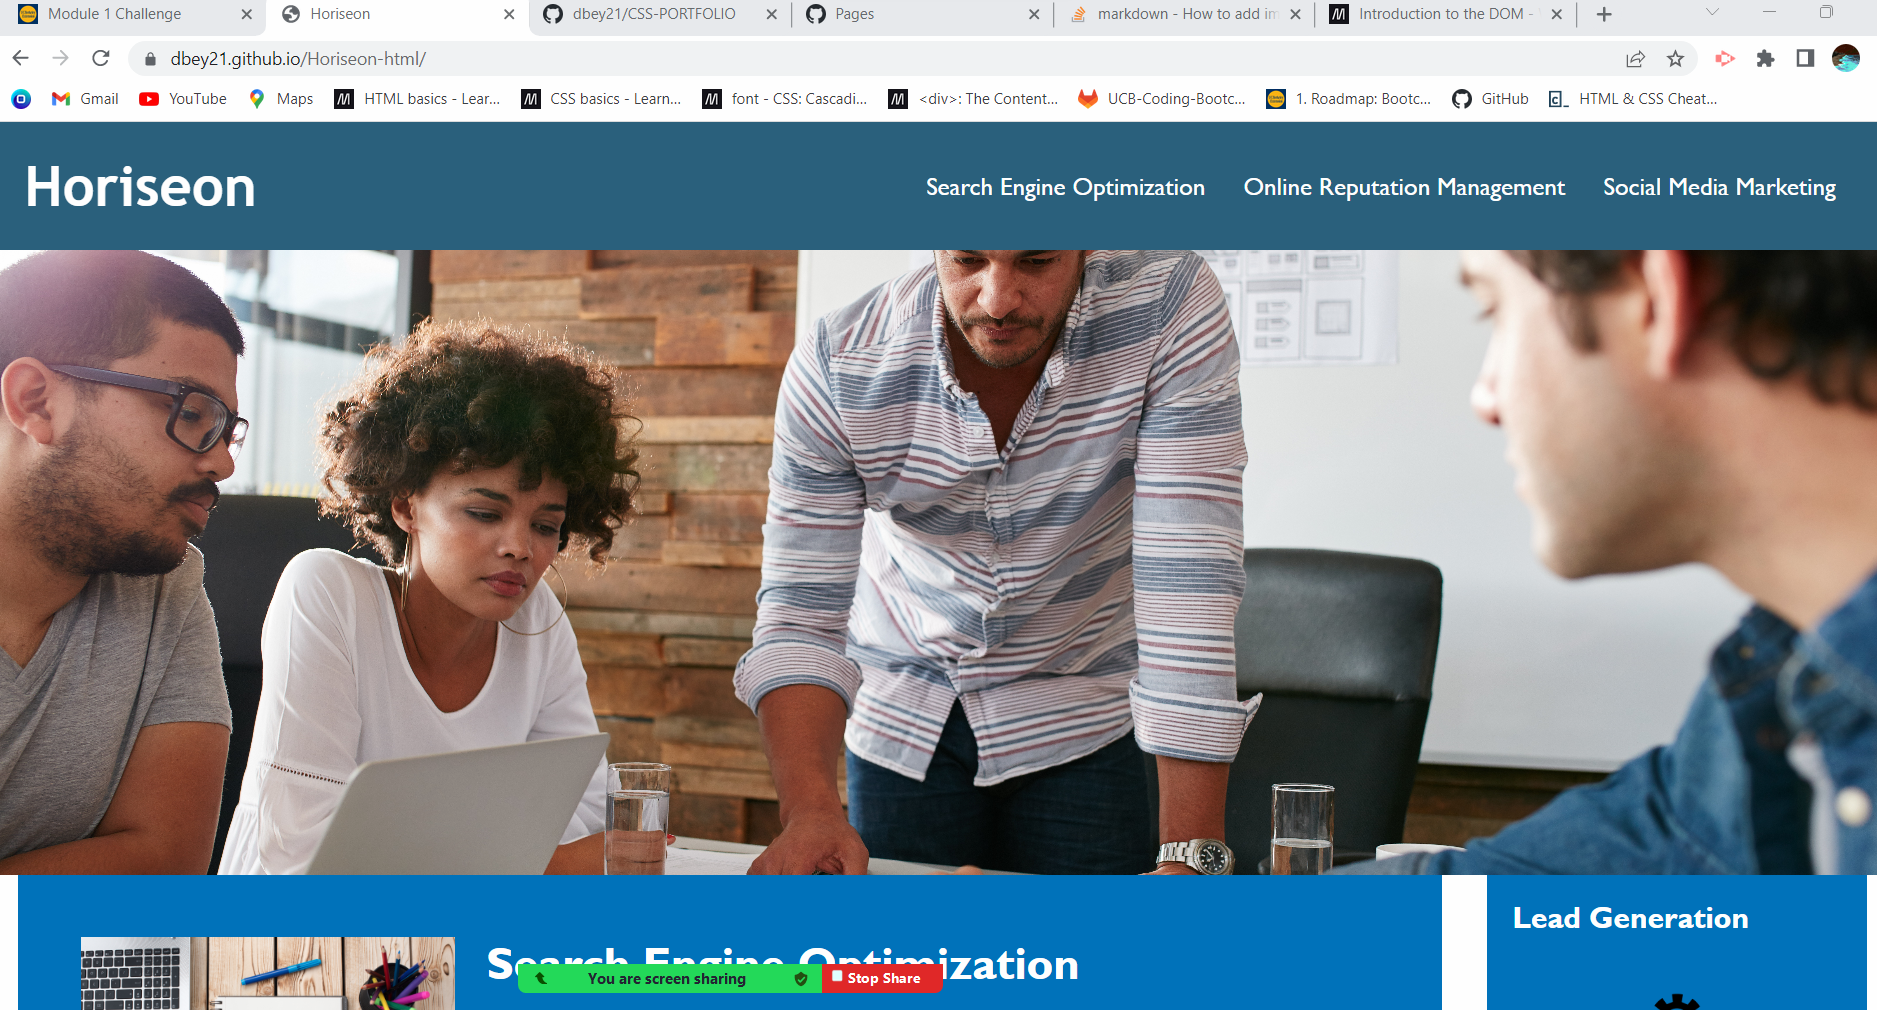 Module 1 Challenge
Horiseon
dbey21/CSS-PORTFOLIO
Pages
markdown - How to add im
Introduction to the DOM -
dbey21.github.io/Horiseon-html/
Gmail
YouTube
Maps
HTML basics - Lear...
CSS basics - Learn...
font - CSS: Cascadi...
<div>: The Content...
UCB-Coding-Bootc...
1. Roadmap: Bootc...
GitHub
HTML & CSS Cheat...
Horiseon
Search Engine Optimization
Online Reputation Management
Social Media Marketing
Lead Generation
Search Engine Optimization
You are screen sharing
Stop Share